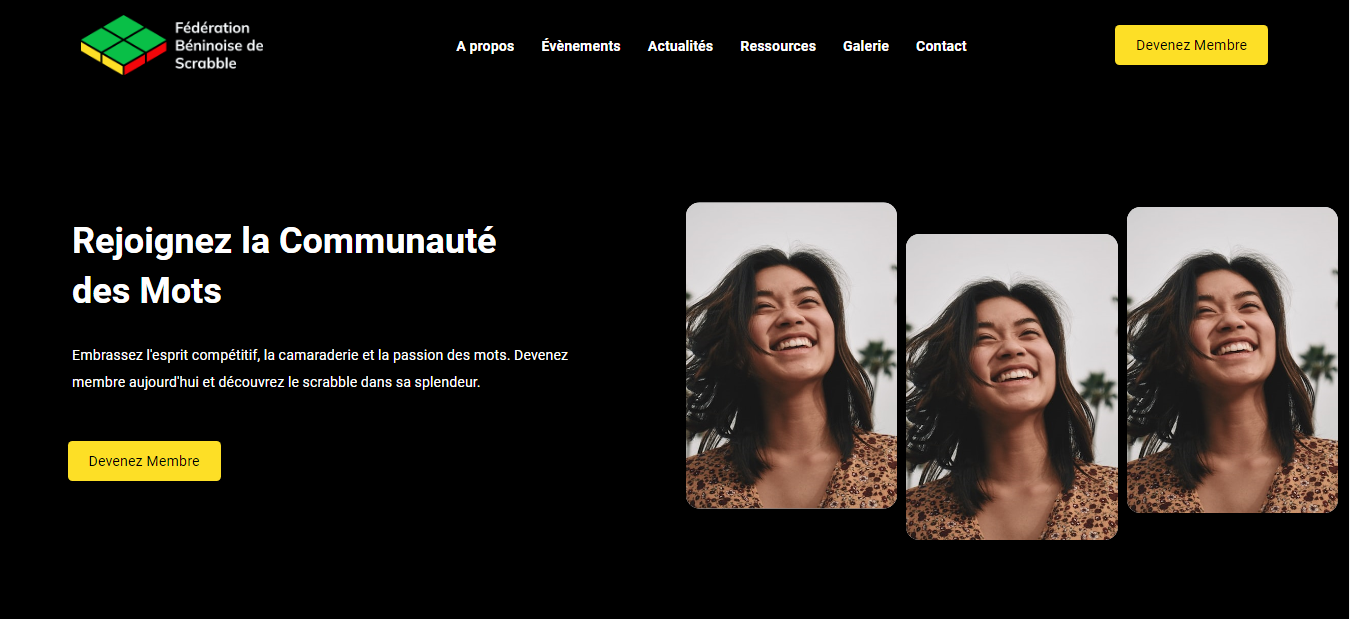 Fédération
Béninoise de
Scrabble
A propos
Évènements
Actualités
Ressources
Galerie
Contact
Devenez Membre
Rejoignez la Communauté
des Mots
Embrassez l'esprit compétitif, la camaraderie et la passion des mots. Devenez
membre aujourd'hui et découvrez le scrabble dans sa splendeur.
Devenez Membre